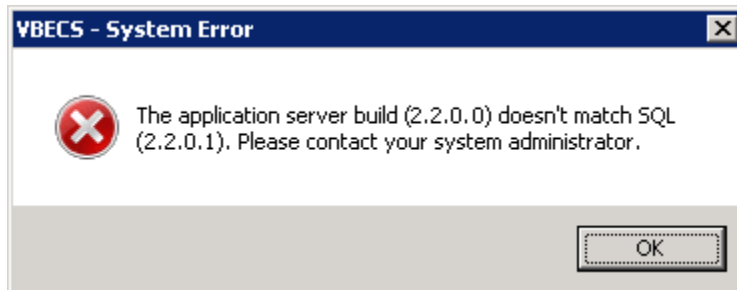 VBECS - System Error
The application server build (2.2.0.0) doesn't match SQL
(2.2.0.1). Please contact your system administrator.
OK